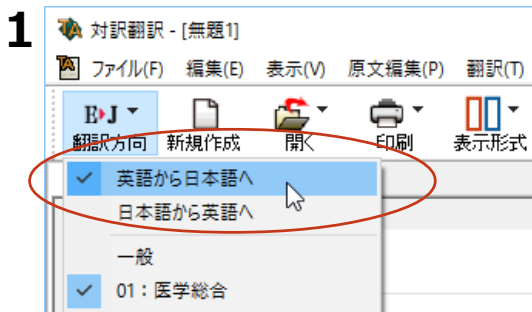 1
対訳翻訳 - [無題1]
ファイル(F) 編集(E) 表示(V) 原文編集(P) 翻訳(T)
E▸J
翻訳方向 新規作成 開く 印刷 表示形式
英語から日本語へ
日本語から英語へ
一般
01：医学総合